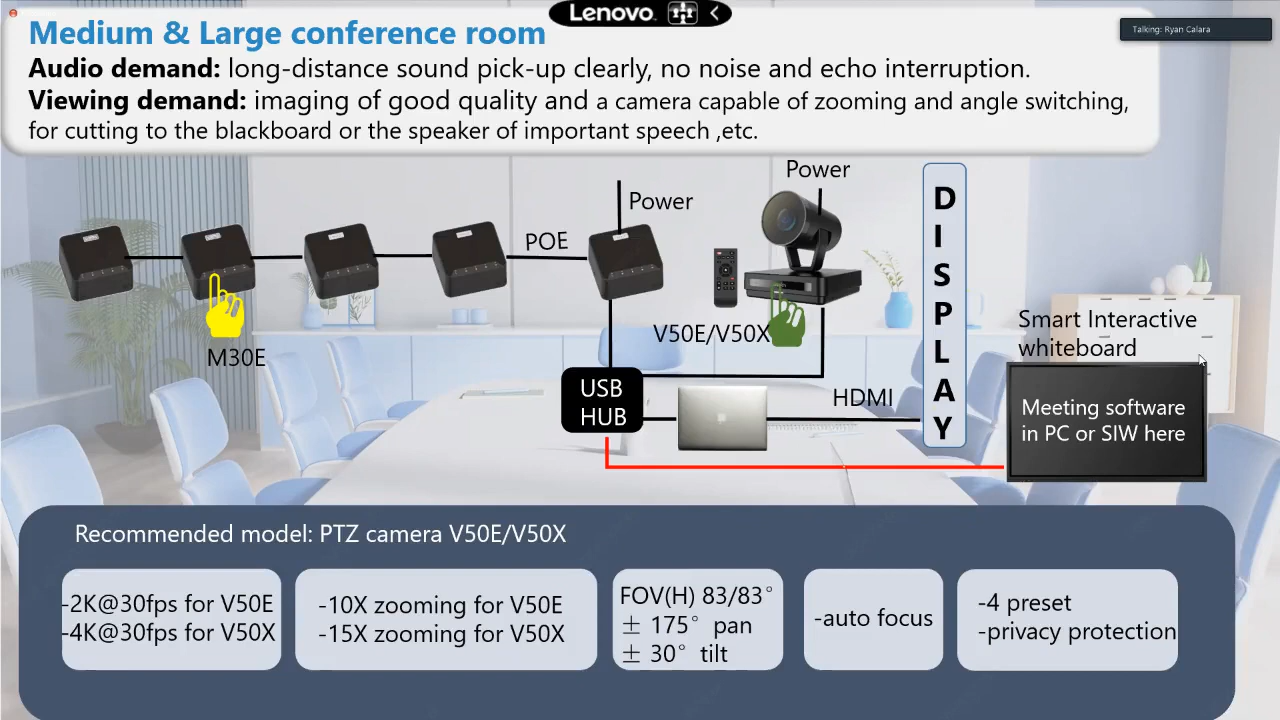 Lenovo
Talking: Ryan Calara
Medium & Large conference room
Audio demand: long-distance sound pick-up clearly, no noise and echo interruption.
Viewing demand: imaging of good quality and a camera capable of zooming and angle switching,
for cutting to the blackboard or the speaker of important speech ,etc.
Power
Power
POE
M30E
V50E/V50X
USB
HUB
HDMI
D
I
S
P
L
A
Y
Smart Interactive
whiteboard
Meeting software
in PC or SIW here
Recommended model: PTZ camera V50E/V50X
-2K@30fps for V50E
-4K@30fps for V50X
-10X zooming for V50E
-15X zooming for V50X
FOV(H) 83/83°
± 175° pan
± 30° tilt
-auto focus
-4 preset
-privacy protection